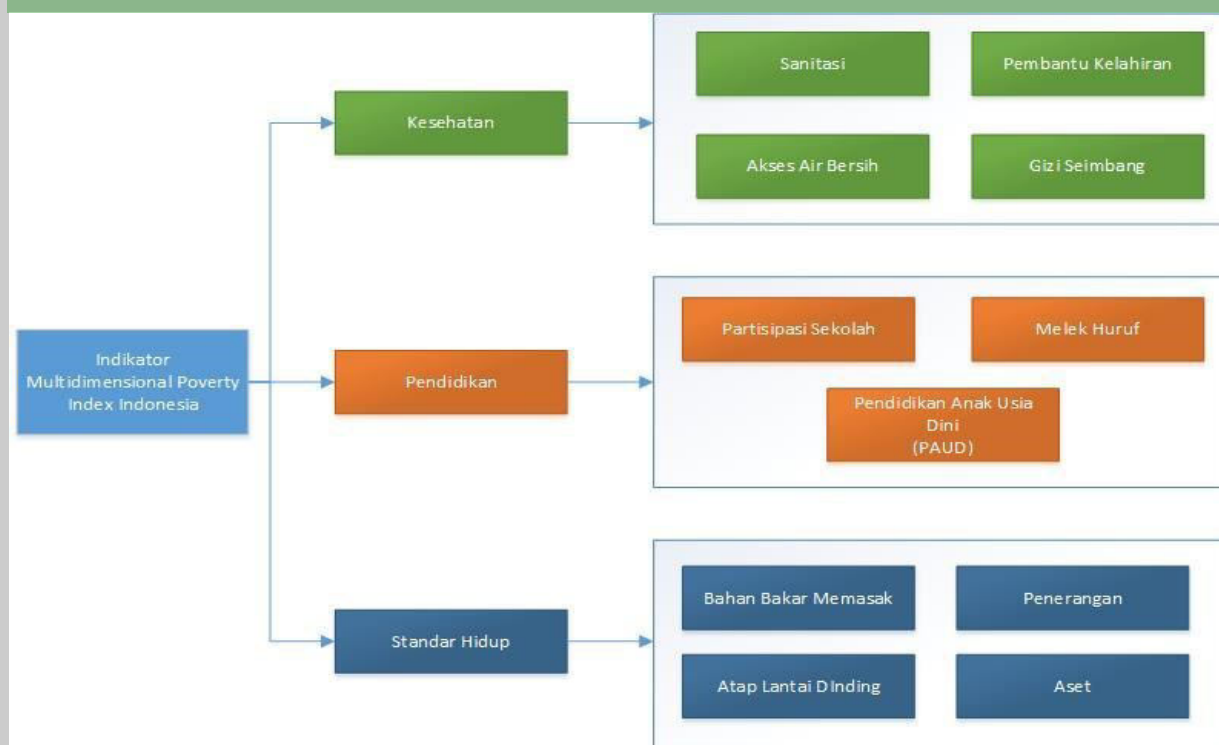 Indikator
Multidimensional Poverty
Index Indonesia
Kesehatan
Sanitasi
Pembantu Kelahiran
Akses Air Bersih
Gizi Seimbang
Pendidikan
Partisipasi Sekolah
Melek Huruf
Pendidikan Anak Usia
Dini
(PAUD)
Standar Hidup
Bahan Bakar Memasak
Penerangan
Atap Lantai DInding
Aset